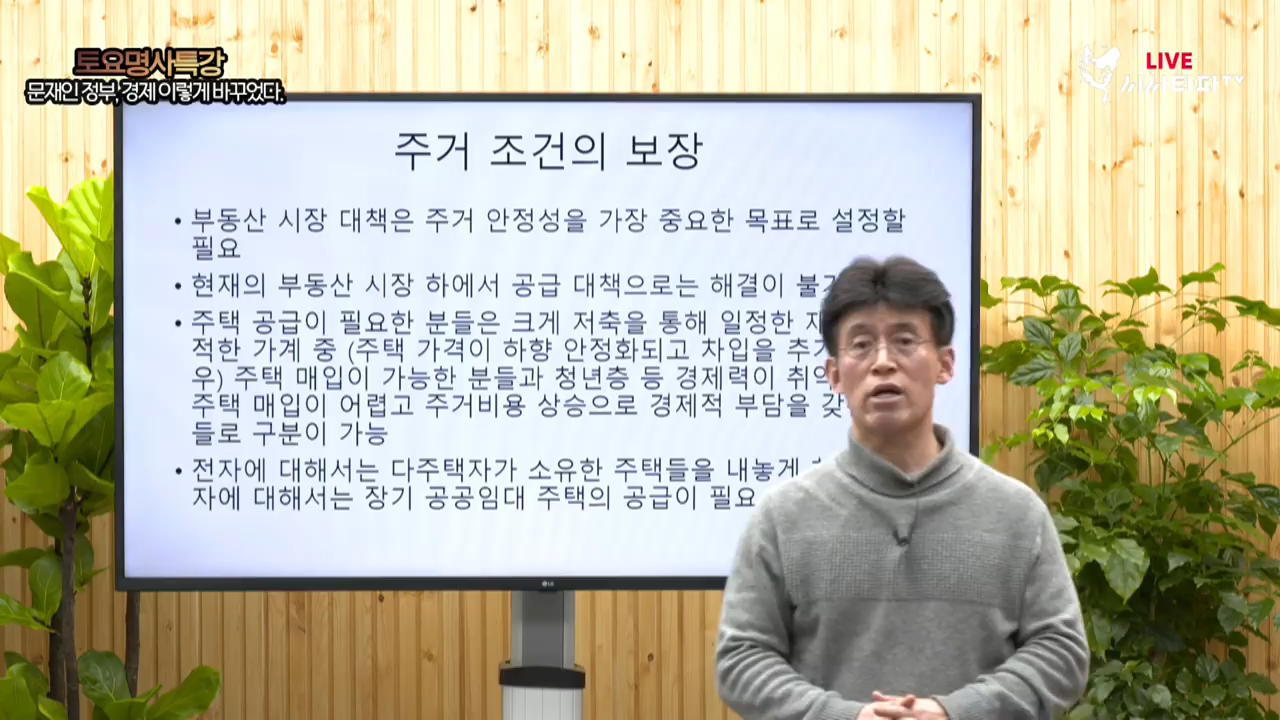 토요명사특강
문재인 정부, 경제 이렇게 바꾸었다.
LIVE
씨싸타파TV
주거 조건의 보장
• 부동산 시장 대책은 주거 안정성을 가장 중요한 목표로 설정할
필요
• 현재의 부동산 시장 하에서 공급 대책으로는 해결이
• 주택 공급이 필요한 분들은 크게 저축을 통해 일정한
적한 가계 중 (주택 가격이 하향 안정화되고 차입을
우) 주택 매입이 가능한 분들과 청년층 등 경제력이
주택 매입이 어렵고 주거비용 상승으로 경제적 부담을
들로 구분이 가능
• 전자에 대해서는 다주택자가 소유한 주택들을 내놓게
자에 대해서는 장기 공공임대 주택의 공급이 필요
LG